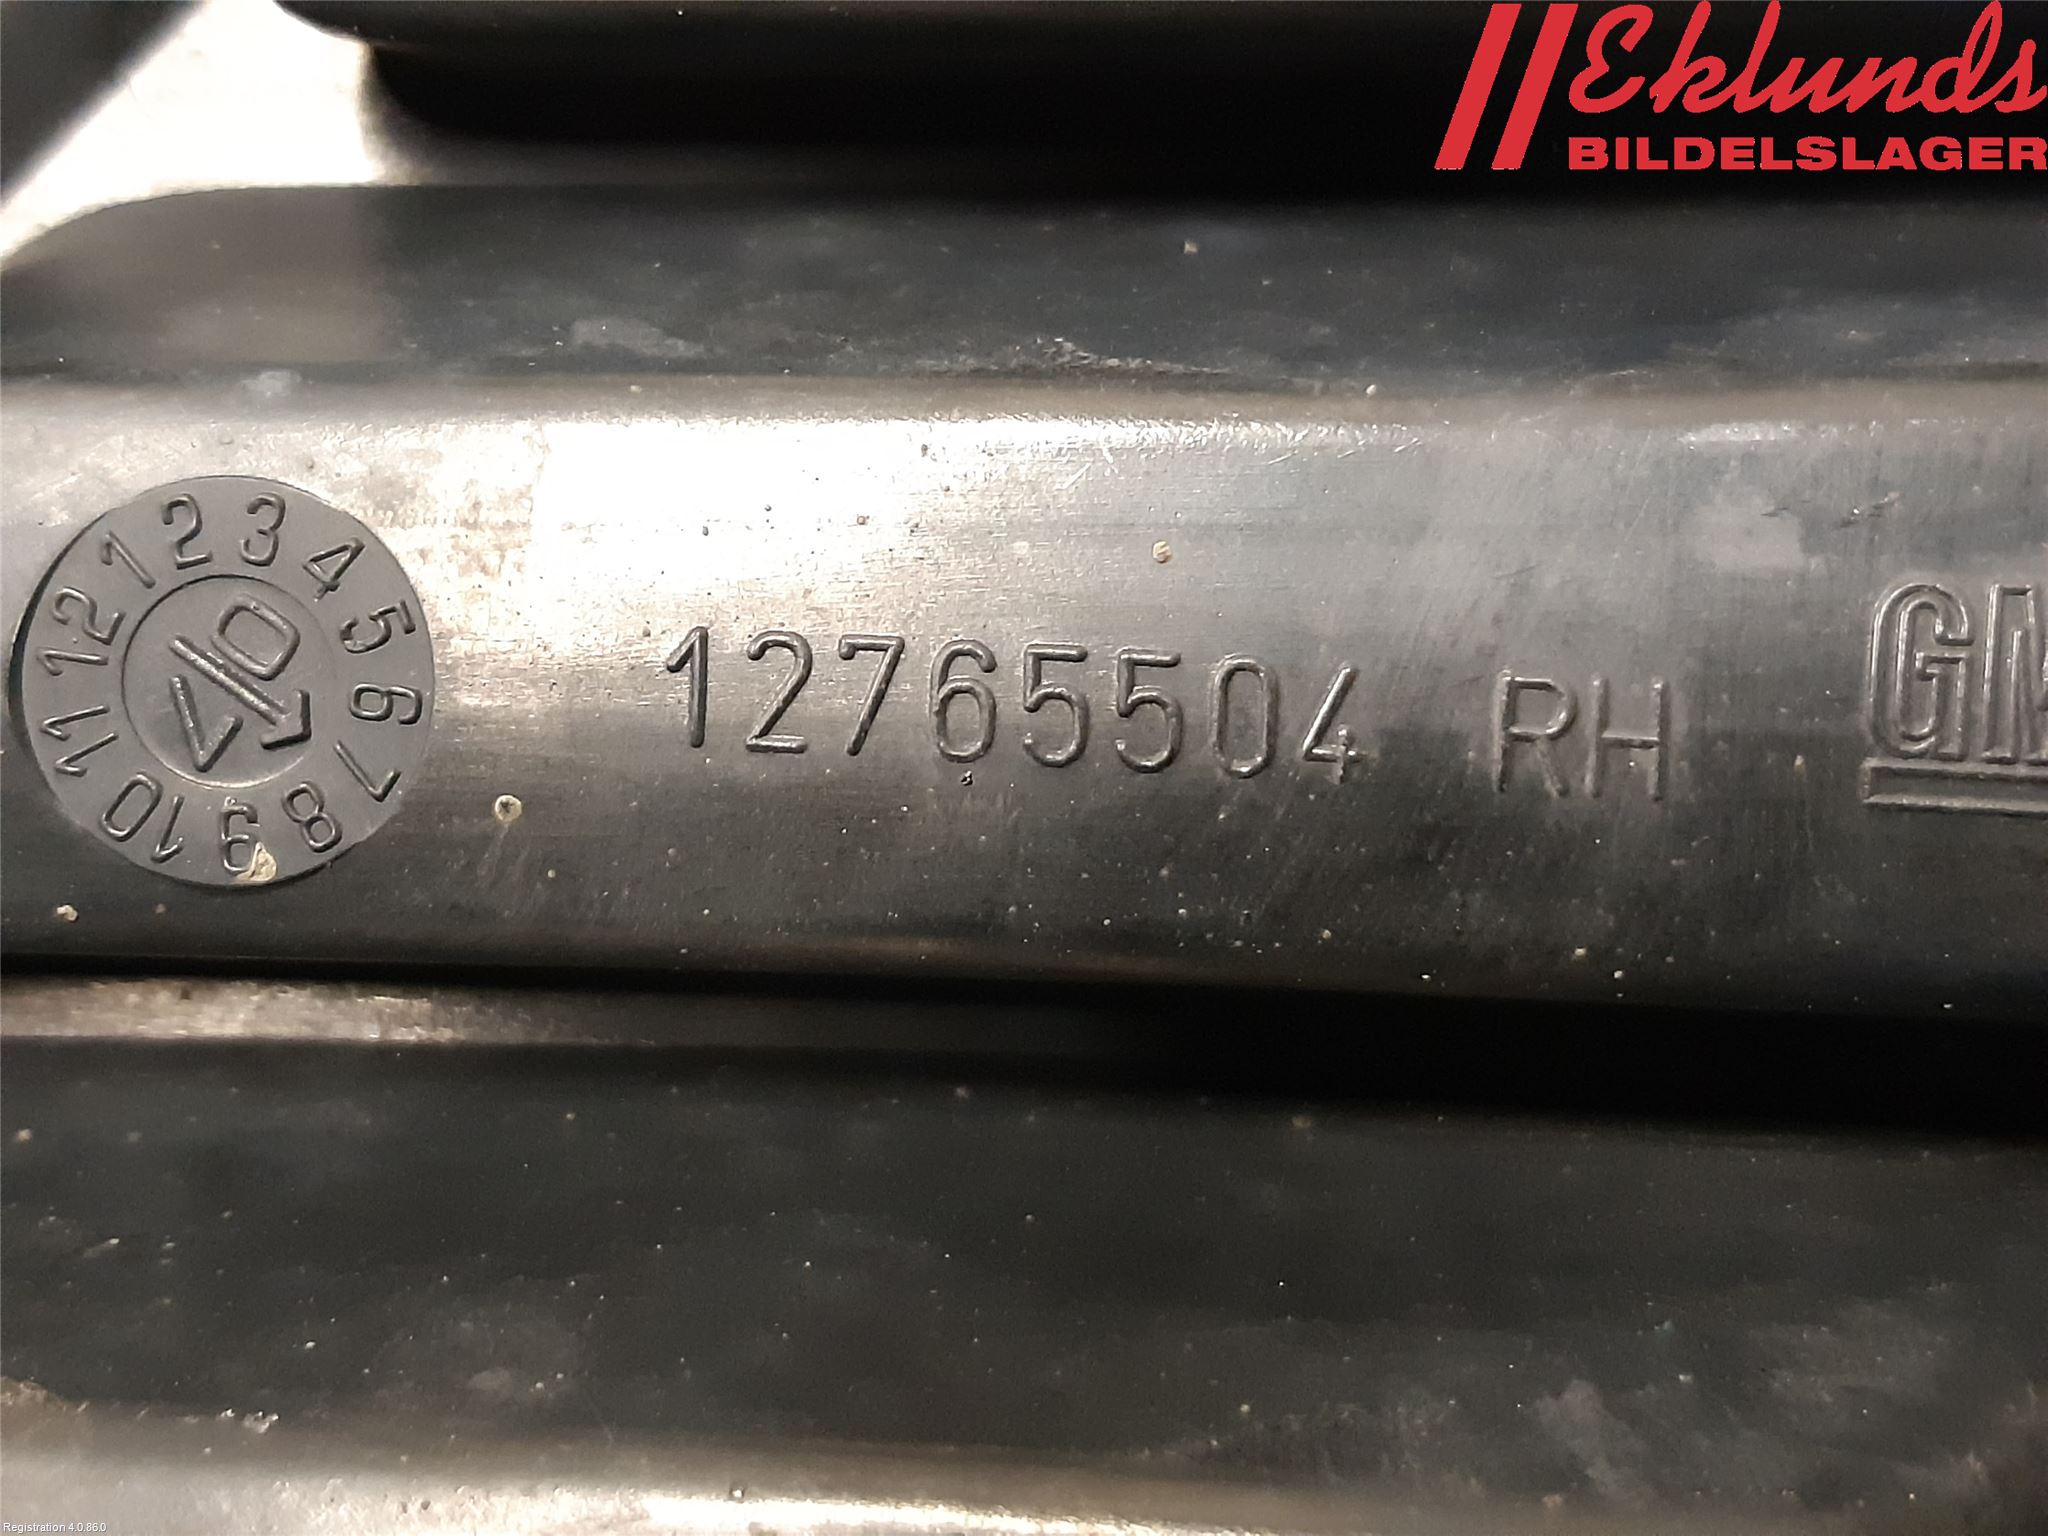 Eklunds
BILDELSLAGER
1 2 3 4 5 6 7 8 9 10 11 12
12765504 RH GM
Registration 4.0.86.0